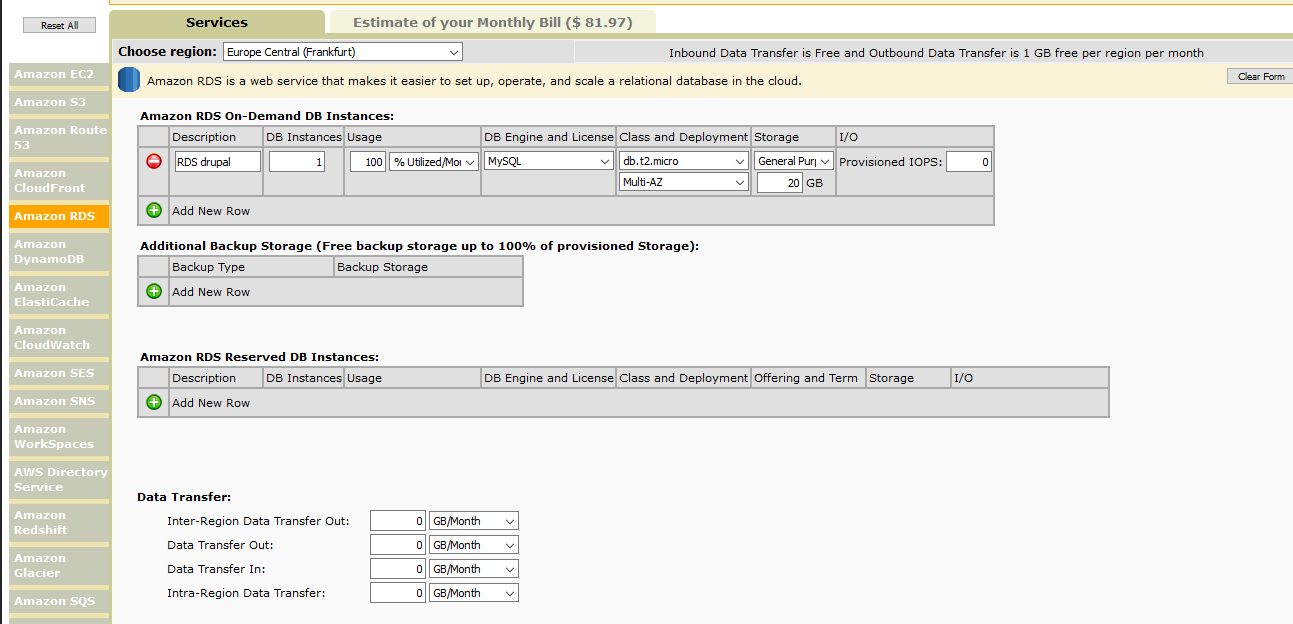 Reset All
Services
Estimate of your Monthly Bill ($ 81.97)
Choose region: Europe Central (Frankfurt)
Inbound Data Transfer is Free and Outbound Data Transfer is 1 GB free per region per month
Amazon RDS is a web service that makes it easier to set up, operate, and scale a relational database in the cloud.
Clear Form
Amazon EC2
Amazon S3
Amazon Route
53
Amazon
CloudFront
Amazon RDS
Amazon
DynamoDB
Amazon
ElastiCache
Amazon
CloudWatch
Amazon SES
Amazon SNS
Amazon
WorkSpaces
AWS Directory
Service
Amazon
Redshift
Amazon
Glacier
Amazon SQS
Amazon RDS On-Demand DB Instances:
Description DB Instances Usage DB Engine and License Class and Deployment Storage I/O
RDS drupal 1 100 % Utilized/Mo MySQL db.t2.micro General Purp Provisioned IOPS: 0
Multi-AZ 20 GB
Add New Row
Additional Backup Storage (Free backup storage up to 100% of provisioned Storage):
Backup Type Backup Storage
Add New Row
Amazon RDS Reserved DB Instances:
Description DB Instances Usage DB Engine and License Class and Deployment Offering and Term Storage I/O
Add New Row
Data Transfer:
Inter-Region Data Transfer Out: 0 GB/Month
Data Transfer Out: 0 GB/Month
Data Transfer In: 0 GB/Month
Intra-Region Data Transfer: 0 GB/Month